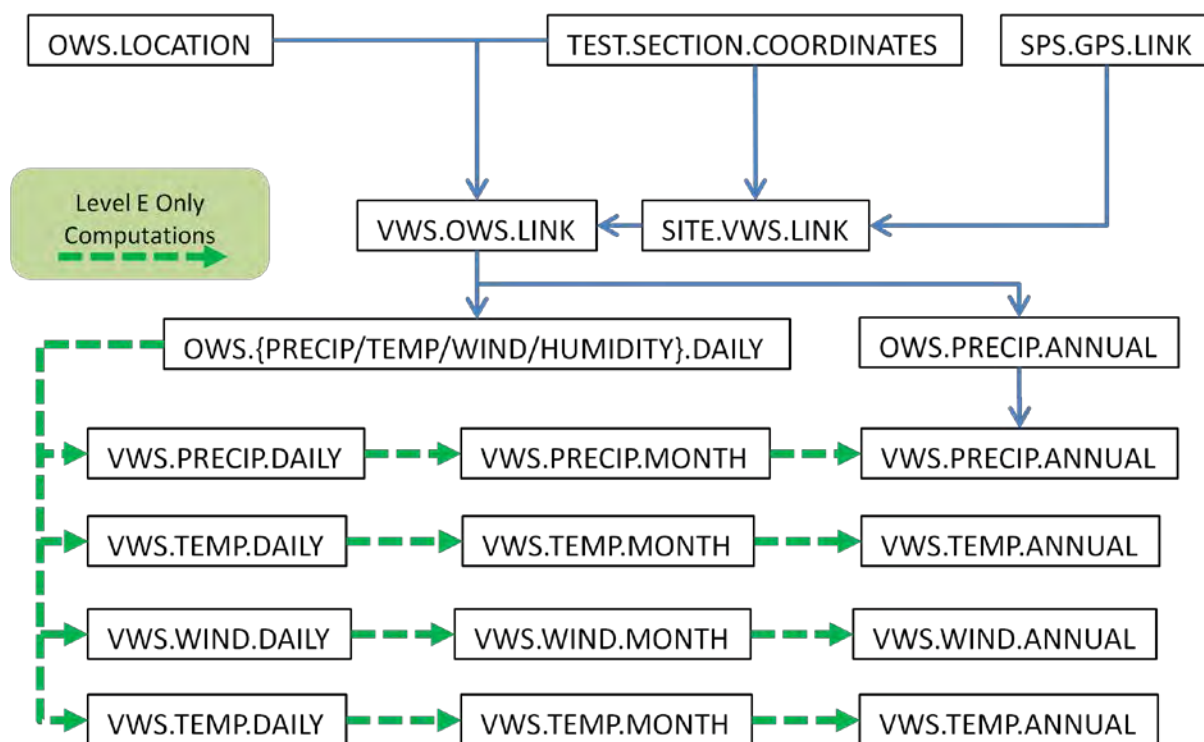 OWS.LOCATION
TEST.SECTION.COORDINATES
SPS.GPS.LINK
Level E Only
Computations
VWS.OWS.LINK
SITE.VWS.LINK
OWS.{PRECIP/TEMP/WIND/HUMIDITY}.DAILY
OWS.PRECIP.ANNUAL
VWS.PRECIP.DAILY
VWS.PRECIP.MONTH
VWS.PRECIP.ANNUAL
VWS.TEMP.DAILY
VWS.TEMP.MONTH
VWS.TEMP.ANNUAL
VWS.WIND.DAILY
VWS.WIND.MONTH
VWS.WIND.ANNUAL
VWS.TEMP.DAILY
VWS.TEMP.MONTH
VWS.TEMP.ANNUAL